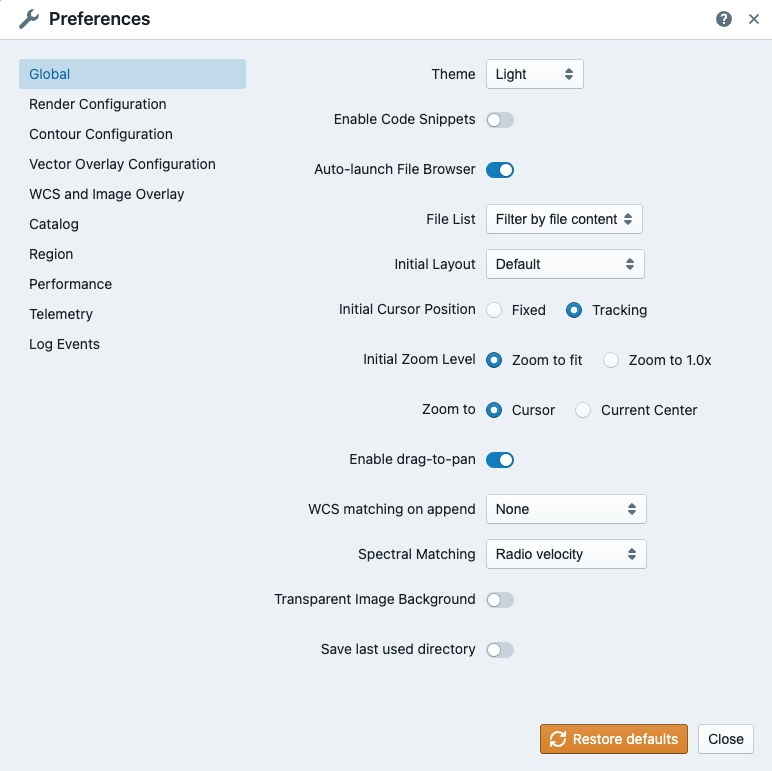 Preferences
Global
Render Configuration
Contour Configuration
Vector Overlay Configuration
WCS and Image Overlay
Catalog
Region
Performance
Telemetry
Log Events
Theme Light
Enable Code Snippets
Auto-launch File Browser
File List Filter by file content
Initial Layout Default
Initial Cursor Position Fixed Tracking
Initial Zoom Level Zoom to fit Zoom to 1.0x
Zoom to Cursor Current Center
Enable drag-to-pan
WCS matching on append None
Spectral Matching Radio velocity
Transparent Image Background
Save last used directory
Restore defaults Close